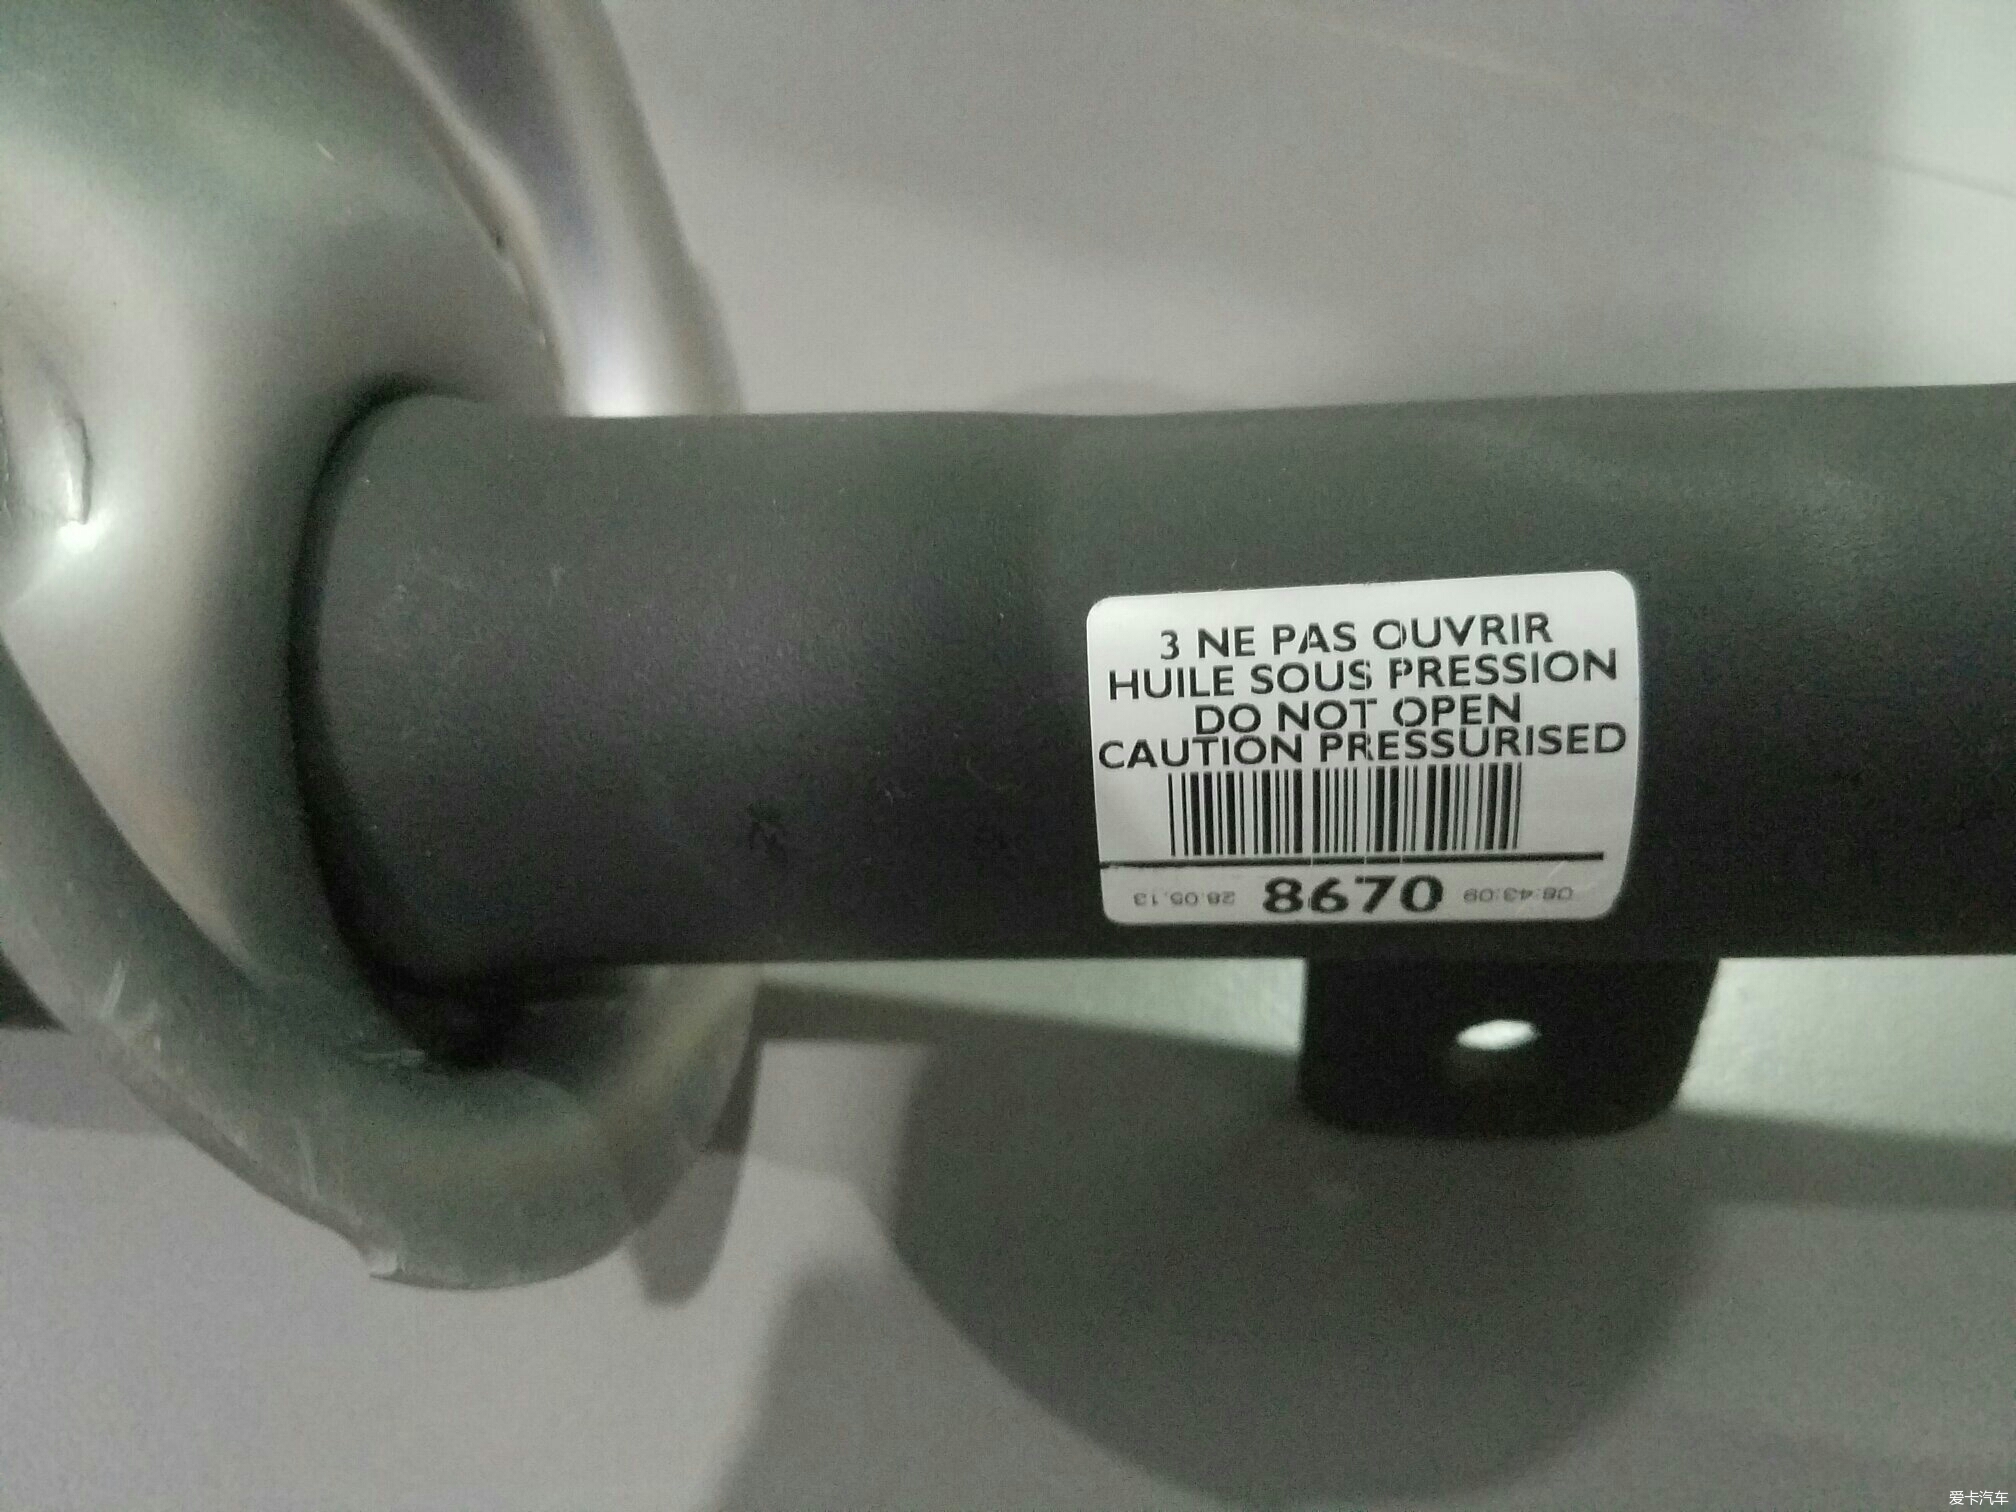 3 NE PAS OUVRIR
HUILE SOUS PRESSION
DO NOT OPEN
CAUTION PRESSURISED
28.05.13 8670 08:43:09
爱卡汽车